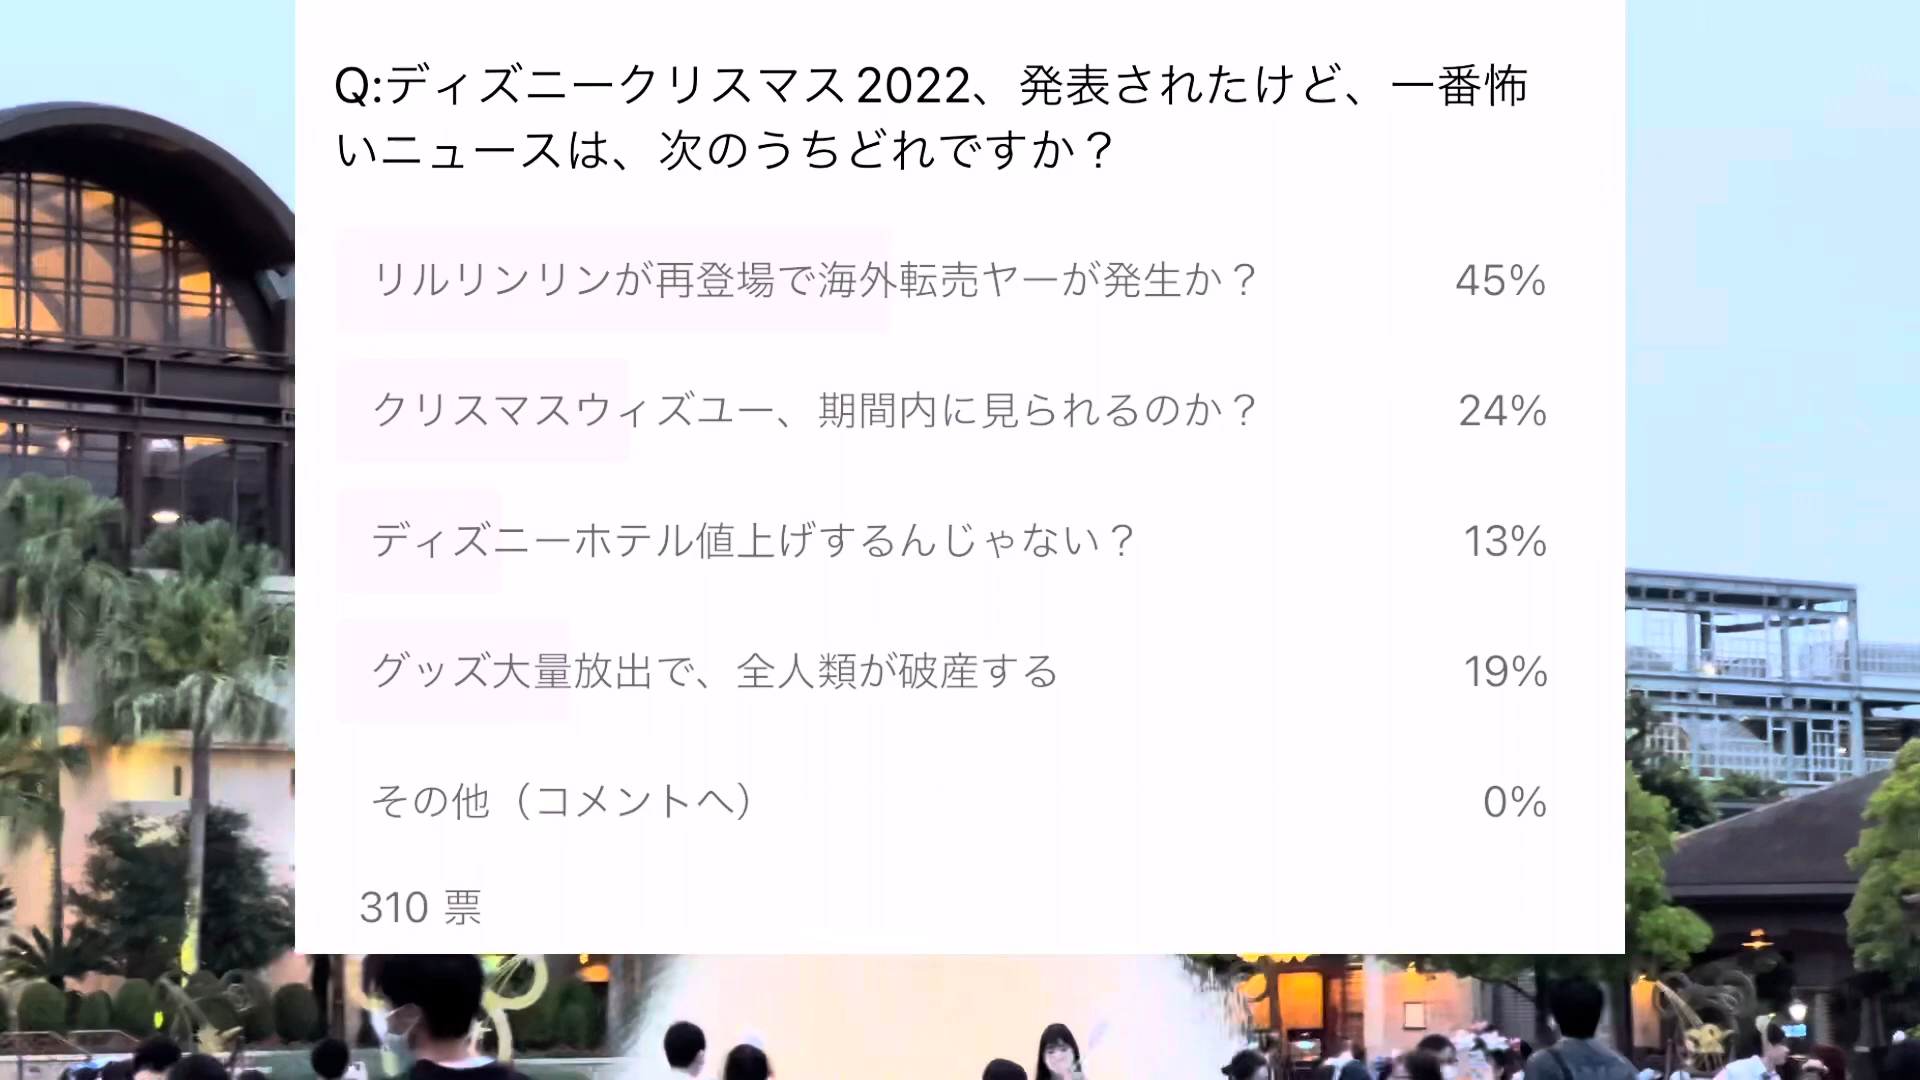 Q:ディズニークリスマス2022、発表されたけど、一番怖
いニュースは、次のうちどれですか？
リルリンリンが再登場で海外転売ヤーが発生か？ 45%
クリスマスウィズユー、期間内に見られるのか？ 24%
ディズニーホテル値上げするんじゃない？ 13%
グッズ大量放出で、全人類が破産する 19%
その他（コメントへ） 0%
310 票